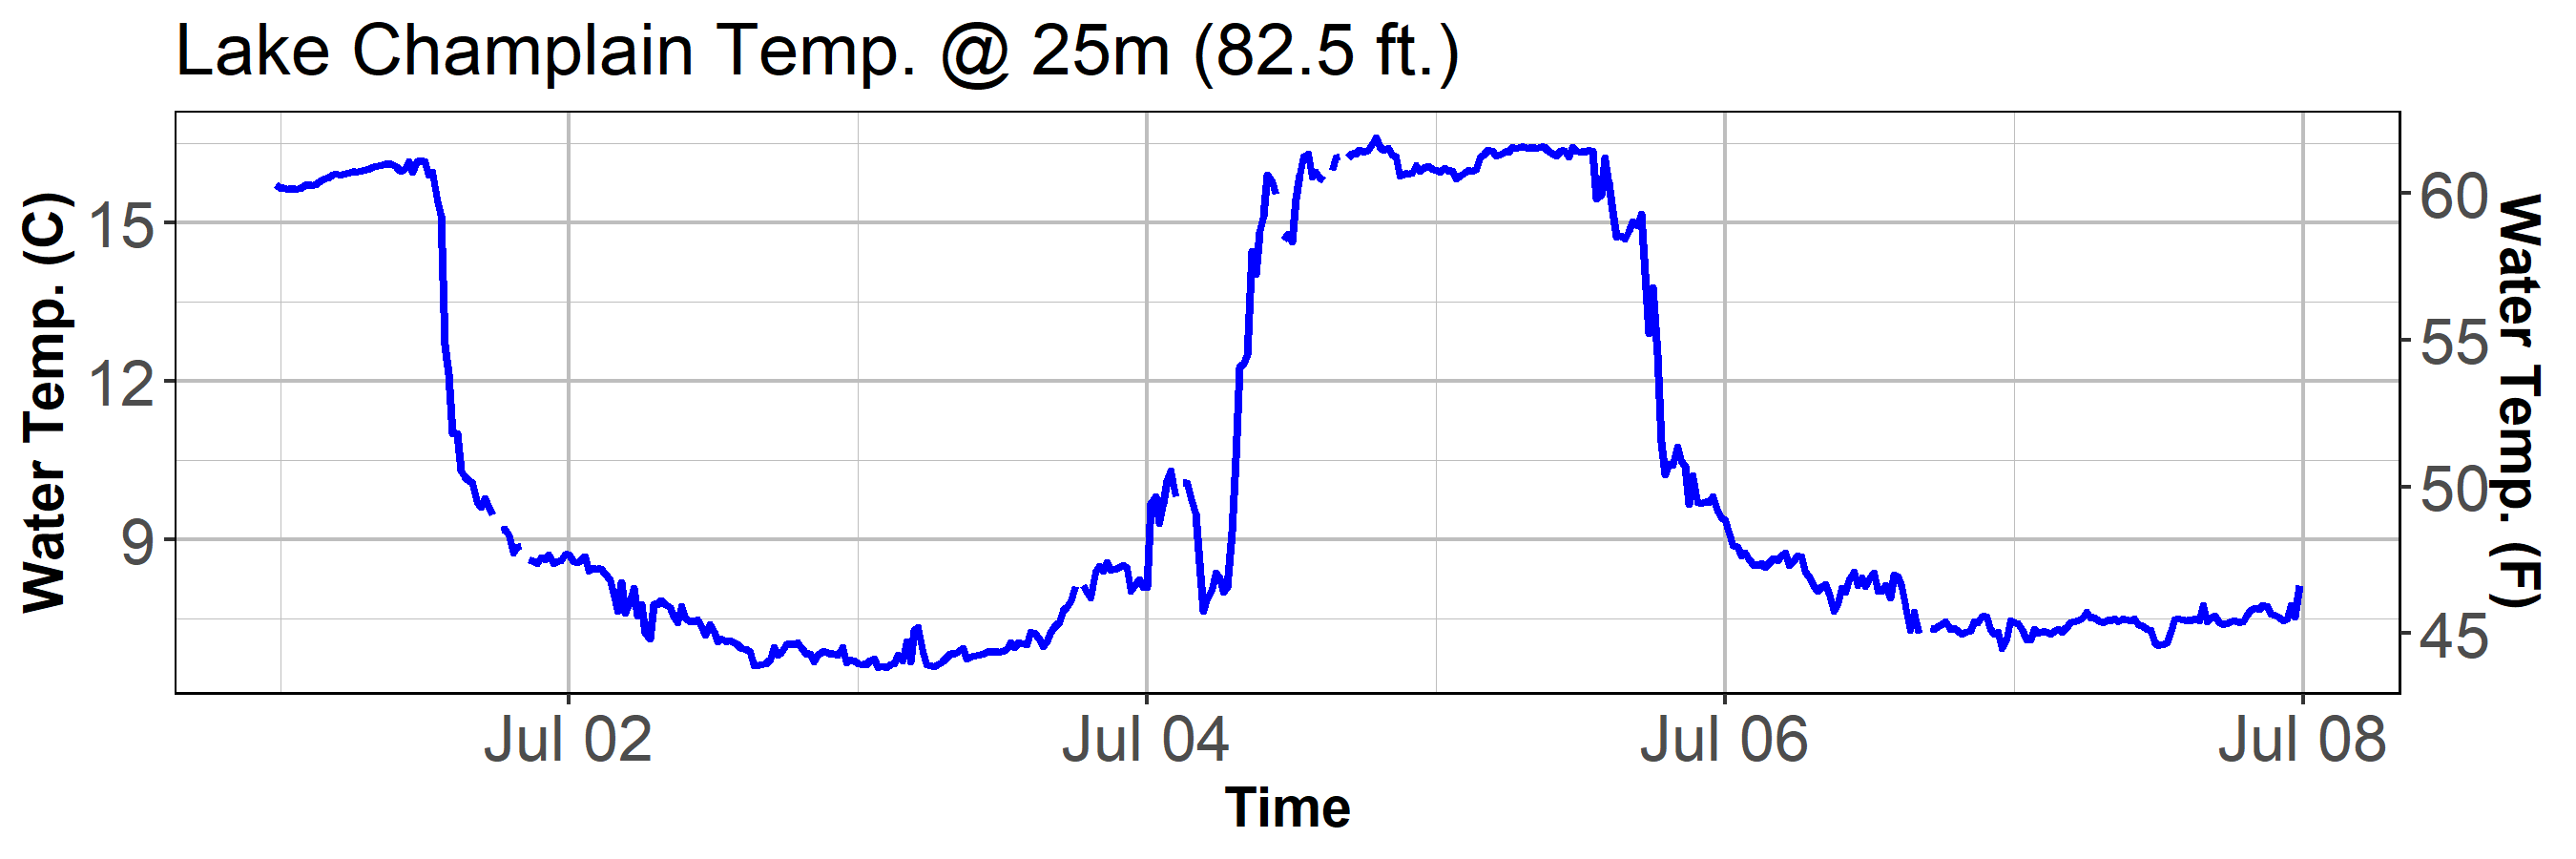 Lake Champlain Temp. @ 25m (82.5 ft.)
Water Temp. (C)
15
12
9
60
55
50
45
Water Temp. (F)
Jul 02 Jul 04 Jul 06 Jul 08
Time